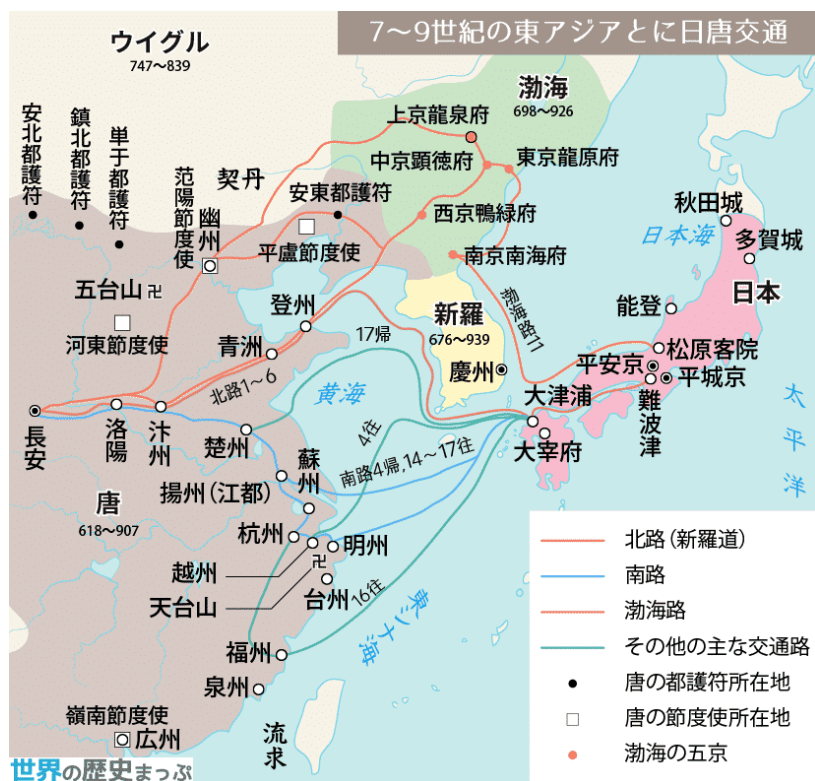 7〜9世紀の東アジアとに日唐交通
ウイグル
747〜839
渤海
698〜926
上京龍泉府
中京顕徳府
東京龍原府
安北都護符
鎮北都護符
単于都護符
范陽節度使
契丹
幽州
安東都護符
西京鴨緑府
平盧節度使
南京南海府
秋田城
日本海
多賀城
五台山 卍
河東節度使
登州
新羅
676〜939
渤海路11
能登
日本
青洲
17帰
慶州
松原客院
平安京
平城京
北路1〜6
黄海
大津浦
難波津
太平洋
長安
洛陽
汴州
楚州
4往
大宰府
唐
618〜907
揚州(江都)
蘇州
南路4帰,14〜17往
杭州
越州
明州
卍
天台山
台州
16往
東シナ海
福州
泉州
嶺南節度使
広州
流求
北路(新羅道)
南路
渤海路
その他の主な交通路
唐の都護符所在地
唐の節度使所在地
渤海の五京
世界の歴史まっぷ